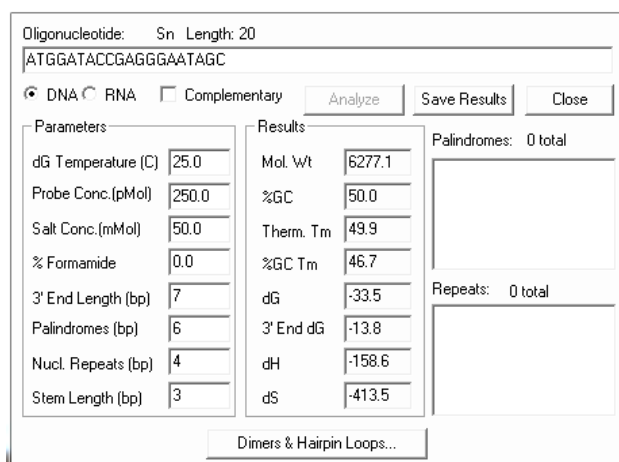 Oligonucleotide: Sn Length: 20
ATGGATACCGAGGGAATAGC
DNA RNA Complementary Analyze Save Results Close
Parameters
dG Temperature (C) 25.0
Probe Conc.(pMol) 250.0
Salt Conc.(mMol) 50.0
% Formamide 0.0
3' End Length (bp) 7
Palindromes (bp) 6
Nucl. Repeats (bp) 4
Stem Length (bp) 3
Results
Mol. Wt 6277.1
%GC 50.0
Therm. Tm 49.9
%GC Tm 46.7
dG -33.5
3' End dG -13.8
dH -158.6
dS -413.5
Palindromes: 0 total
Repeats: 0 total
Dimers & Hairpin Loops...